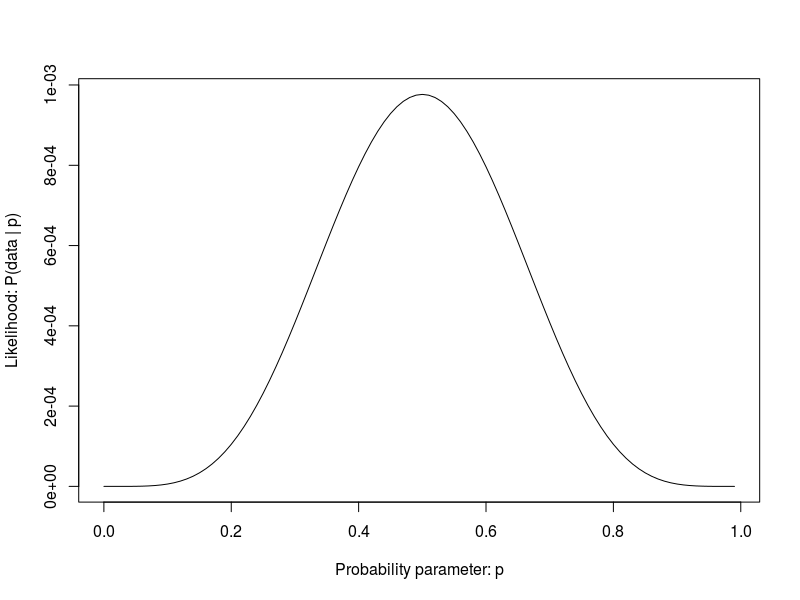 Likelihood: P(data | p)
1e-03
8e-04
6e-04
4e-04
2e-04
0e+00
0.0 0.2 0.4 0.6 0.8 1.0
Probability parameter: p